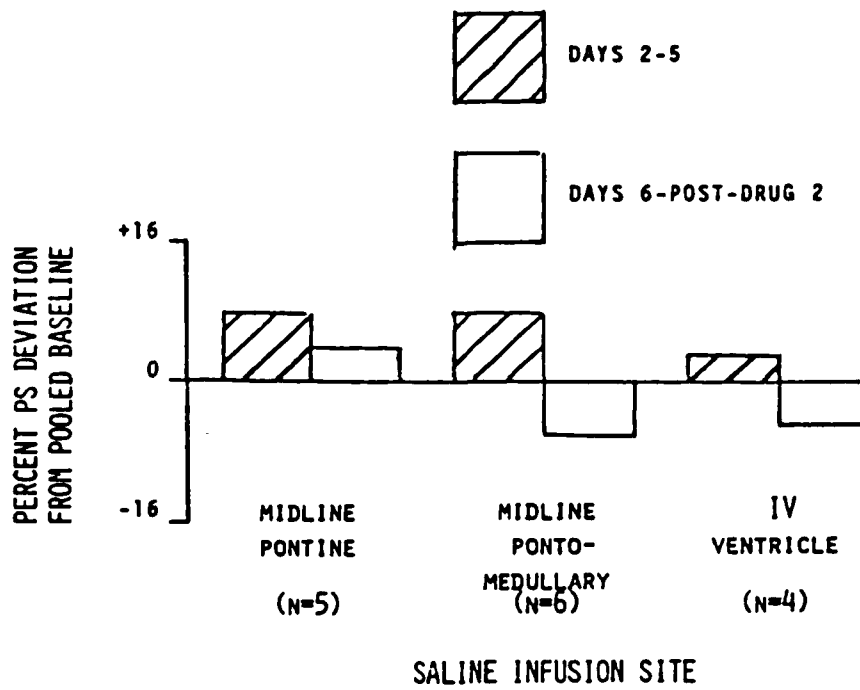 DAYS 2-5
DAYS 6-POST-DRUG 2
PERCENT PS DEVIATION
FROM POOLED BASELINE
+16
0
-16
MIDLINE
PONTINE
(N=5)
MIDLINE
PONTO-
MEDULLARY
(N=6)
IV
VENTRICLE
(N=4)
SALINE INFUSION SITE